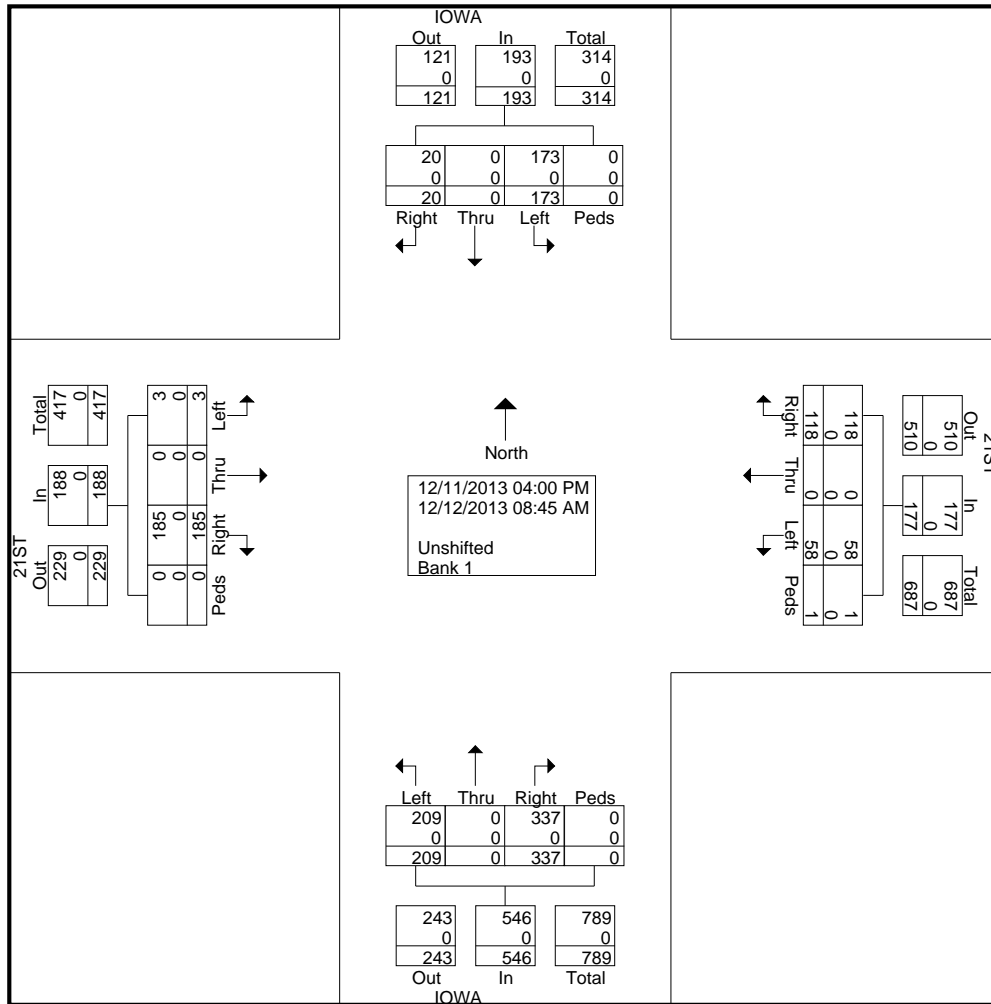 IOWA
Out In Total
121 193 314
0 0 0
121 193 314
20 0 173 0
0 0 0 0
20 0 173 0
Right Thru Left Peds
21ST
Total In Out
417 188 229
0 0 0
417 188 229
3 0 185 0
0 0 0 0
3 0 185 0
Left Thru Right Peds
North
12/11/2013 04:00 PM
12/12/2013 08:45 AM
Unshifted
Bank 1
Right Thru Left Peds
118 0 58 1
0 0 0 0
118 0 58 1
21ST
Out In Total
510 177 687
0 0 0
510 177 687
Left Thru Right Peds
209 0 337 0
0 0 0 0
209 0 337 0
243 546 789
0 0 0
243 546 789
Out In Total
IOWA